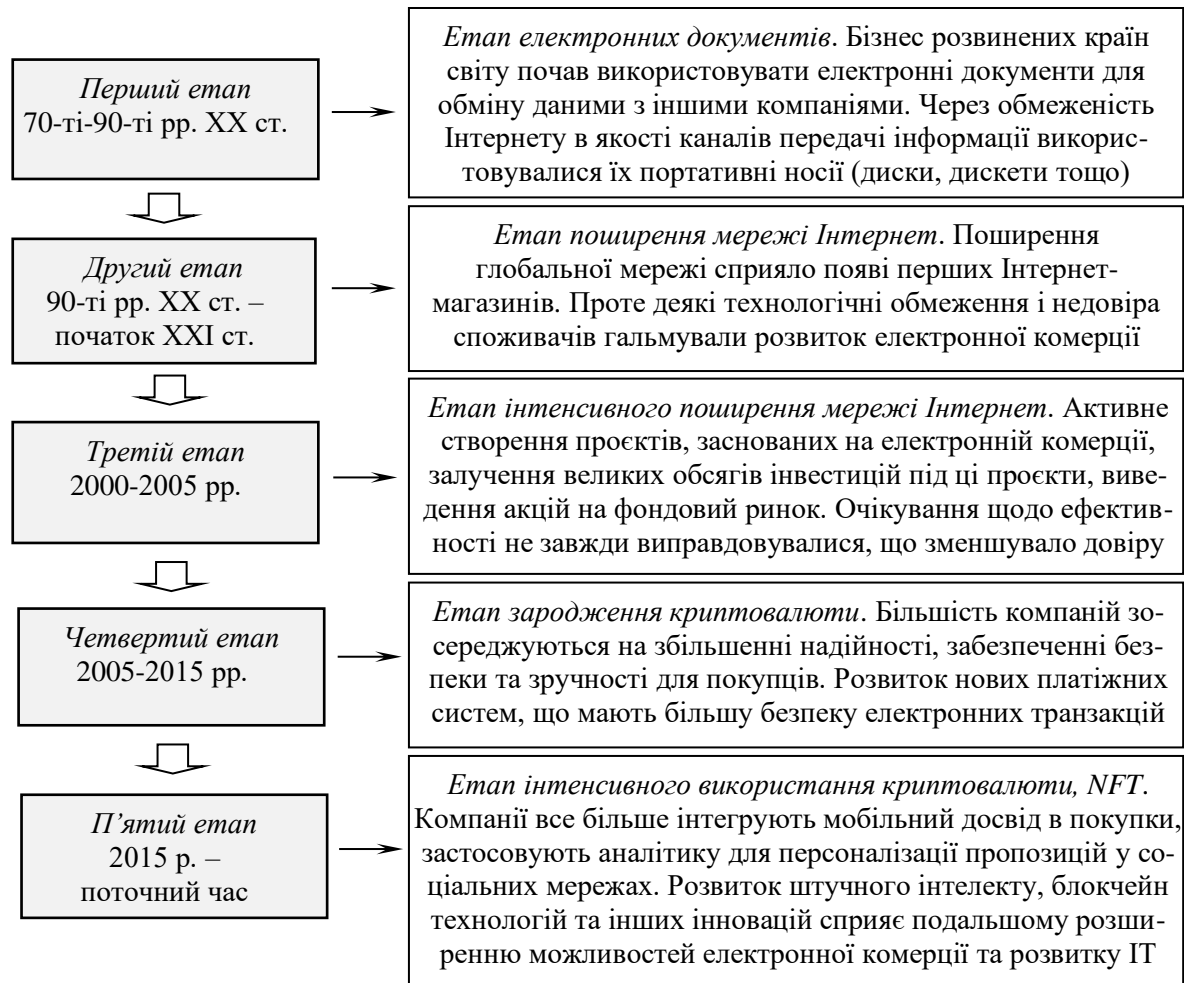 Перший етап
70-ті-90-ті рр. ХХ ст.
Етап електронних документів. Бізнес розвинених країн
світу почав використовувати електронні документи для
обміну даними з іншими компаніями. Через обмеженість
Інтернету в якості каналів передачі інформації викорис-
товувалися їх портативні носії (диски, дискети тощо)
Другий етап
90-ті рр. ХХ ст. –
початок ХХІ ст.
Етап поширення мережі Інтернет. Поширення
глобальної мережі сприяло появі перших Інтернет-
магазинів. Проте деякі технологічні обмеження і недовіра
споживачів гальмували розвиток електронної комерції
Третій етап
2000-2005 рр.
Етап інтенсивного поширення мережі Інтернет. Активне
створення проєктів, заснованих на електронній комерції,
залучення великих обсягів інвестицій під ці проєкти, виве-
дення акцій на фондовий ринок. Очікування щодо ефектив-
ності не завжди виправдовувалися, що зменшувало довіру
Четвертий етап
2005-2015 рр.
Етап зародження криптовалюти. Більшість компаній зо-
середжуються на збільшенні надійності, забезпеченні без-
пеки та зручності для покупців. Розвиток нових платіжних
систем, що мають більшу безпеку електронних транзакцій
П’ятий етап
2015 р. –
поточний час
Етап інтенсивного використання криптовалюти, NFT.
Компанії все більше інтегрують мобільний досвід в покупки,
застосовують аналітику для персоналізації пропозицій у со-
ціальних мережах. Розвиток штучного інтелекту, блокчейн
технологій та інших інновацій сприяє подальшому розши-
ренню можливостей електронної комерції та розвитку ІТ